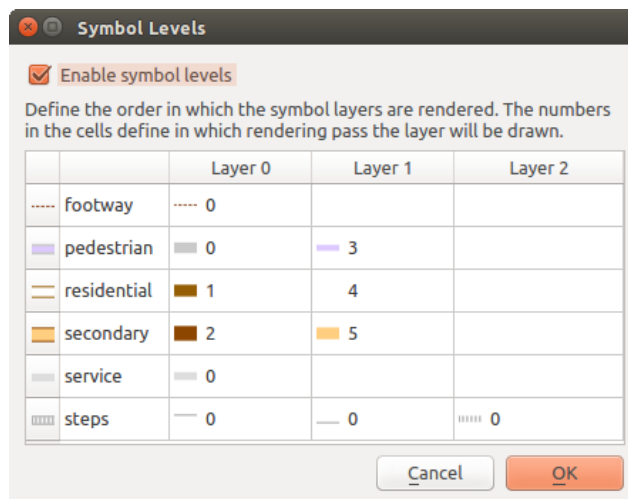 Symbol Levels
Enable symbol levels
Define the order in which the symbol layers are rendered. The numbers
in the cells define in which rendering pass the layer will be drawn.
Layer 0 Layer 1 Layer 2
footway 0
pedestrian 0 3
residential 1 4
secondary 2 5
service 0
steps 0 0 0
Cancel OK